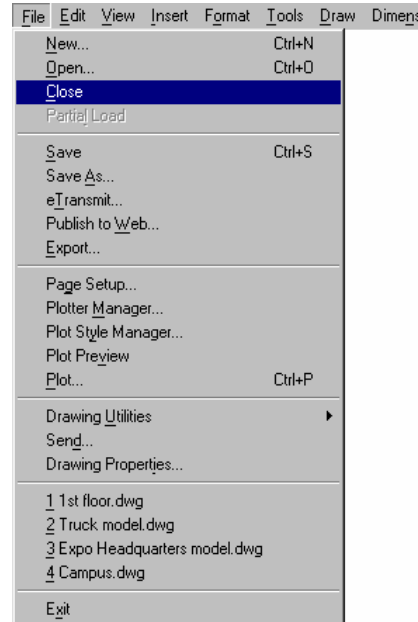 File Edit View Insert Format Tools Draw Dimens
New... Ctrl+N
Open... Ctrl+O
Close
Partial Load
Save Ctrl+S
Save As...
eTransmit...
Publish to Web...
Export...
Page Setup...
Plotter Manager...
Plot Style Manager...
Plot Preview
Plot... Ctrl+P
Drawing Utilities
Send...
Drawing Properties...
1 1st floor.dwg
2 Truck model.dwg
3 Expo Headquarters model.dwg
4 Campus.dwg
Exit